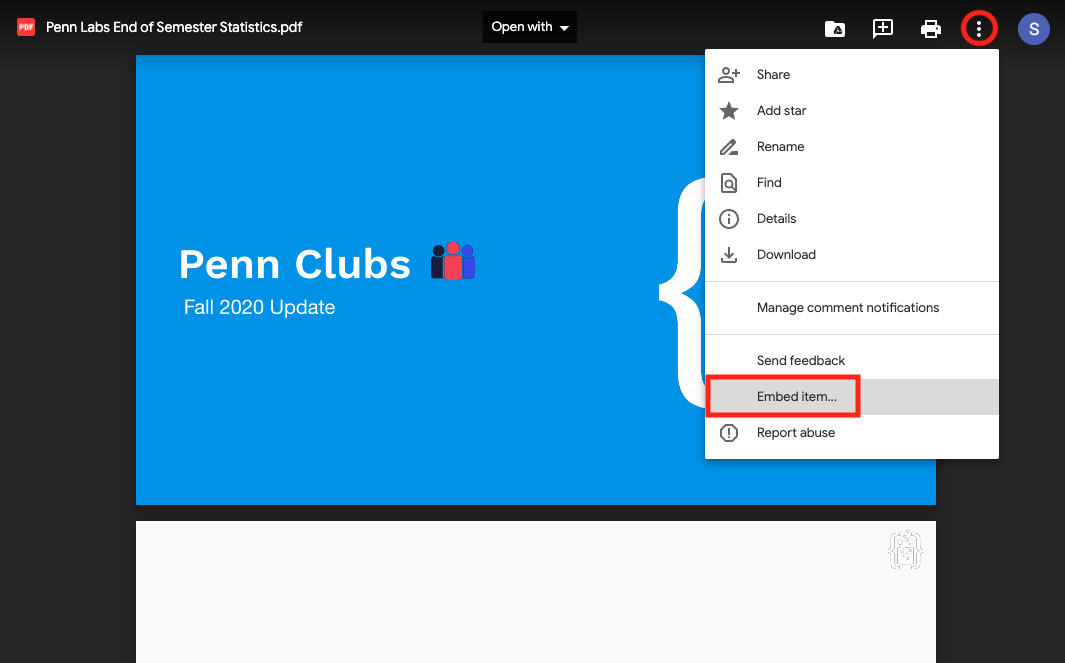 PDF Penn Labs End of Semester Statistics.pdf
Open with
S
Share
Add star
Rename
Find
Details
Download
Manage comment notifications
Send feedback
Embed item...
Report abuse
Penn Clubs
Fall 2020 Update